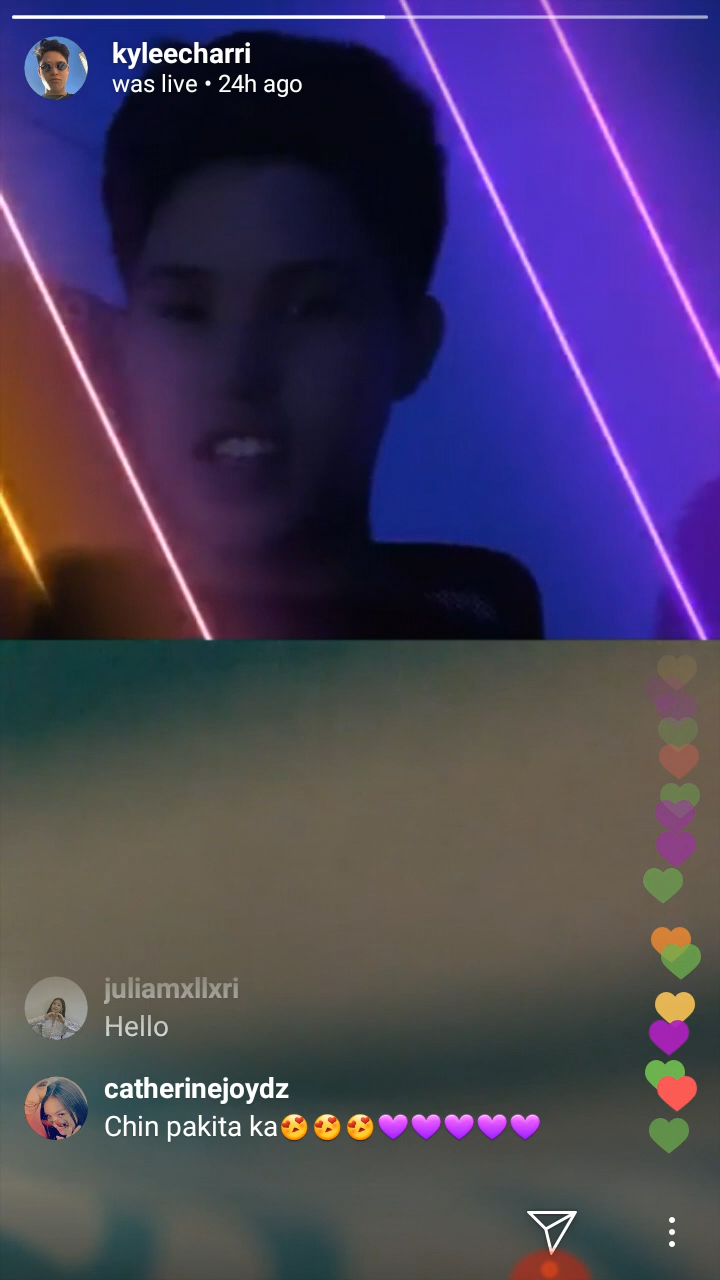 kyleecharri
was live • 24h ago
juliamxllxri
Hello
catherinejoydz
Chin pakita ka😍😍😍💜💜💜💜💜